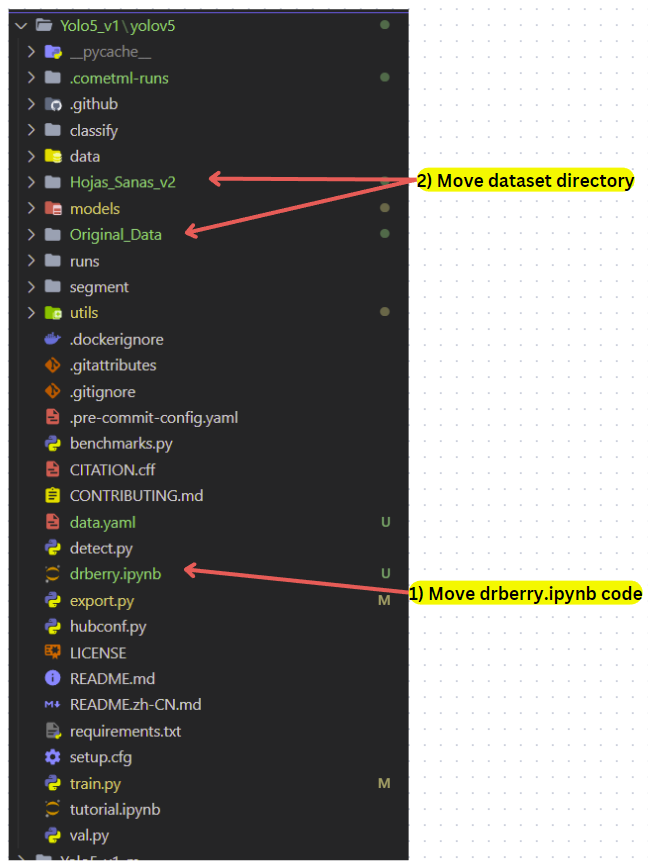 Yolo5_v1\yolov5
__pycache__
.cometml-runs
.github
classify
data
Hojas_Sanas_v2
2) Move dataset directory
models
Original_Data
runs
segment
utils
.dockerignore
.gitattributes
.gitignore
.pre-commit-config.yaml
benchmarks.py
CITATION.cff
CONTRIBUTING.md
data.yaml U
detect.py
drberry.ipynb U
1) Move drberry.ipynb code
export.py M
hubconf.py
LICENSE
README.md
README.zh-CN.md
requirements.txt
setup.cfg
train.py M
tutorial.ipynb
val.py